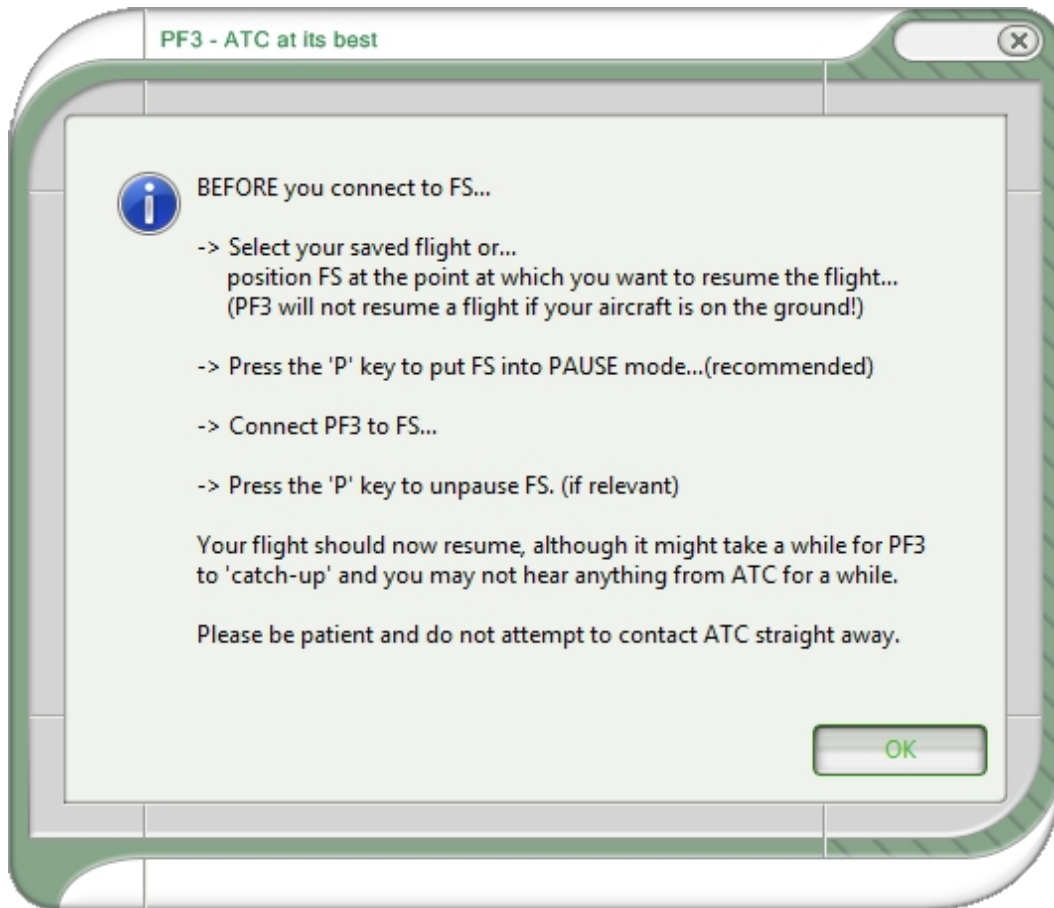 PF3 - ATC at its best
BEFORE you connect to FS...
-> Select your saved flight or...
position FS at the point at which you want to resume the flight...
(PF3 will not resume a flight if your aircraft is on the ground!)
-> Press the 'P' key to put FS into PAUSE mode...(recommended)
-> Connect PF3 to FS...
-> Press the 'P' key to unpause FS. (if relevant)
Your flight should now resume, although it might take a while for PF3
to 'catch-up' and you may not hear anything from ATC for a while.
Please be patient and do not attempt to contact ATC straight away.
OK